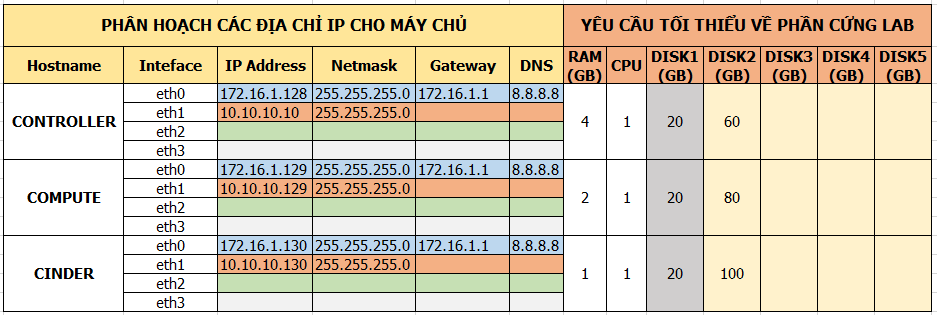 PHÂN HOẠCH CÁC ĐỊA CHỈ IP CHO MÁY CHỦ YÊU CẦU TỐI THIỂU VỀ PHẦN CỨNG LAB
Hostname Inteface IP Address Netmask Gateway DNS RAM (GB) CPU DISK1 (GB) DISK2 (GB) DISK3 (GB) DISK4 (GB) DISK5 (GB)
CONTROLLER 4 1 20 60
eth0 172.16.1.128 255.255.255.0 172.16.1.1 8.8.8.8
eth1 10.10.10.10 255.255.255.0
eth2
eth3
COMPUTE 2 1 20 80
eth0 172.16.1.129 255.255.255.0 172.16.1.1 8.8.8.8
eth1 10.10.10.129 255.255.255.0
eth2
eth3
CINDER 1 1 20 100
eth0 172.16.1.130 255.255.255.0 172.16.1.1 8.8.8.8
eth1 10.10.10.130 255.255.255.0
eth2
eth3